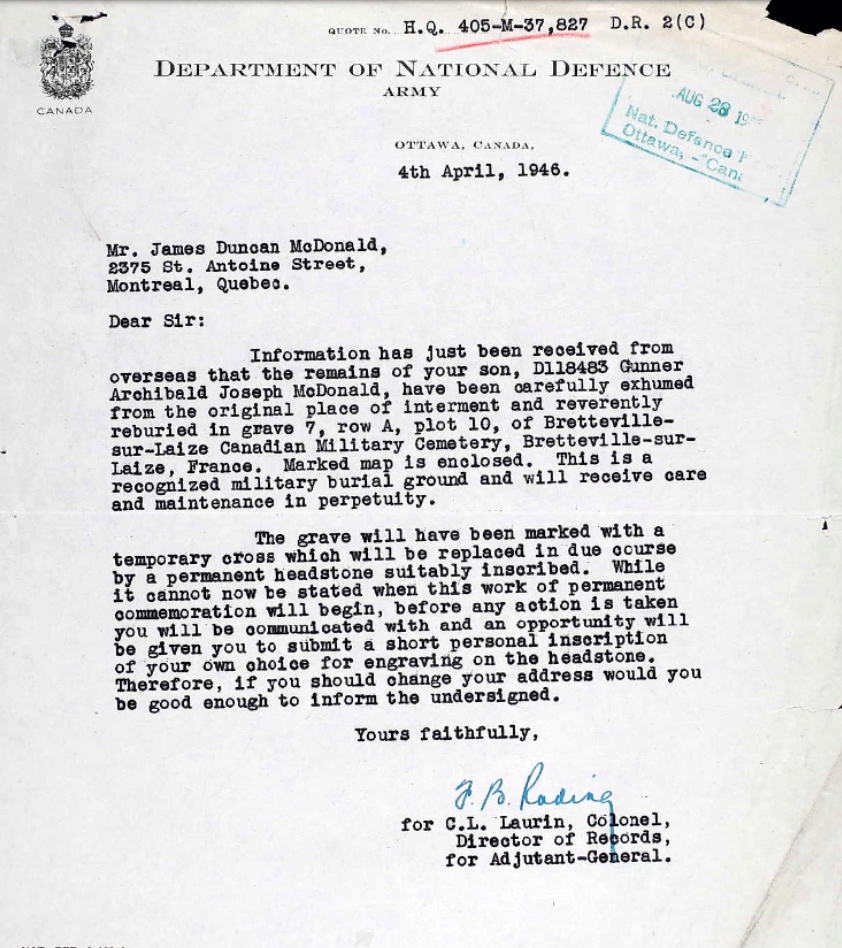 QUOTE No. H.Q. 405-M-37,827 D.R. 2(C)
DEPARTMENT OF NATIONAL DEFENCE
ARMY
CANADA
AUG 28 19
Nat. Defence
Ottawa, - Can
OTTAWA, CANADA,
4th April, 1946.
Mr. James Duncan McDonald,
2375 St. Antoine Street,
Montreal, Quebec.
Dear Sir:
Information has just been received from
overseas that the remains of your son, D118483 Gunner
Archibald Joseph McDonald, have been carefully exhumed
from the original place of interment and reverently
reburied in grave 7, row A, plot 10, of Bretteville-
sur-Laize Canadian Military Cemetery, Bretteville-sur-
Laize, France. Marked map is enclosed. This is a
recognized military burial ground and will receive care
and maintenance in perpetuity.
The grave will have been marked with a
temporary cross which will be replaced in due course
by a permanent headstone suitably inscribed. While
it cannot now be stated when this work of permanent
commemoration will begin, before any action is taken
you will be communicated with and an opportunity will
be given you to submit a short personal inscription
of your own choice for engraving on the headstone.
Therefore, if you should change your address would you
be good enough to inform the undersigned.
Yours faithfully,
for C.L. Laurin, Colonel,
Director of Records,
for Adjutant-General.